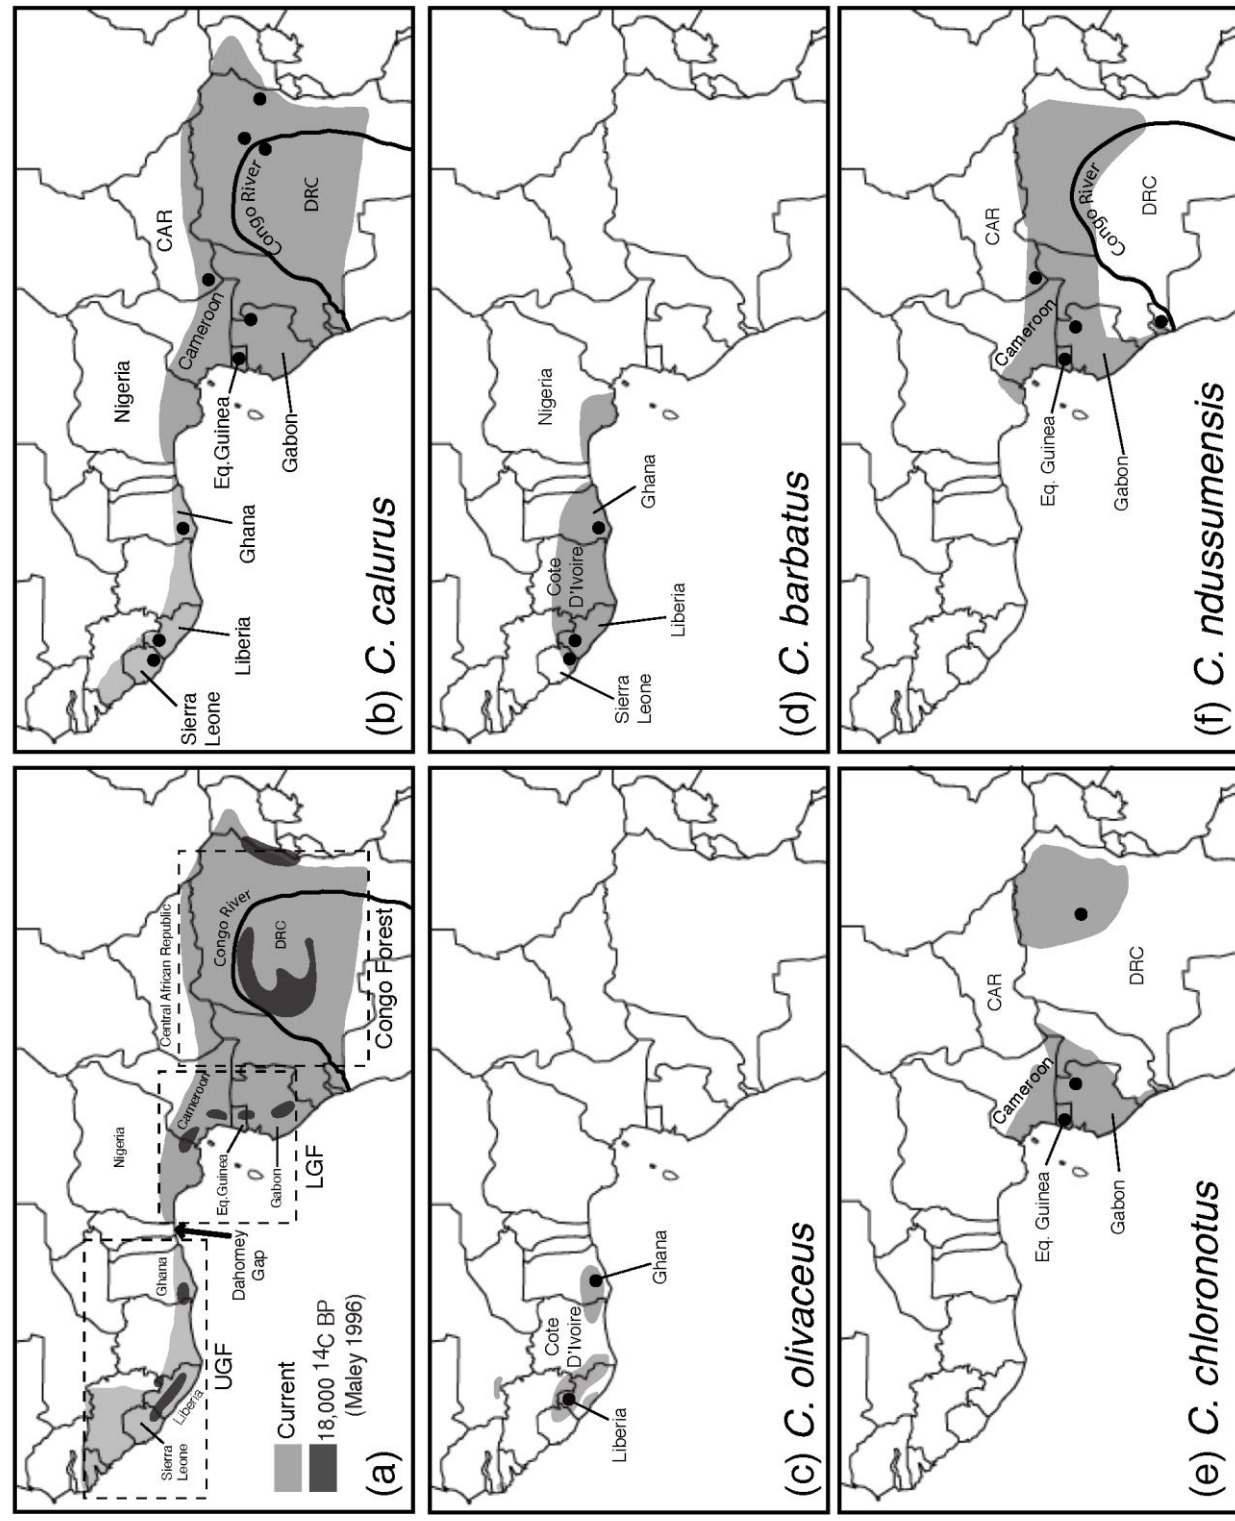 Nigeria
Central African Republic
Ghana
Cameroon
Congo River
Sierra
Leone
Liberia
UGF
Dahomey
Gap
Eq.Guinea
Gabon
LGF
DRC
Congo Forest
Current
18,000 14C BP
(Maley 1996)
(a)
Nigeria
CAR
Cameroon
Congo River
DRC
Sierra
Leone
Liberia
Ghana
Eq.Guinea
Gabon
(b) C. calurus
Cote
D'Ivoire
Liberia
Ghana
(c) C. olivaceus
Nigeria
Cote
D'Ivoire
Sierra
Leone
Liberia
Ghana
(d) C. barbatus
CAR
Cameroon
Eq. Guinea
Gabon
DRC
(e) C. chloronotus
CAR
Cameroon
Congo River
Eq. Guinea
Gabon
DRC
(f) C. ndussumensis